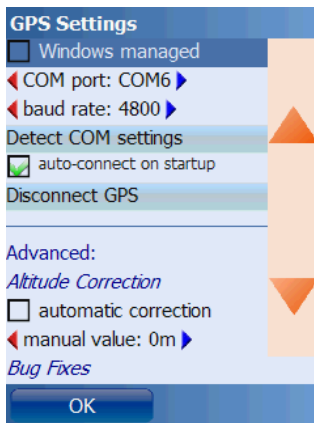 GPS Settings
Windows managed
COM port: COM6
baud rate: 4800
Detect COM settings
auto-connect on startup
Disconnect GPS
Advanced:
Altitude Correction
automatic correction
manual value: 0m
Bug Fixes
OK